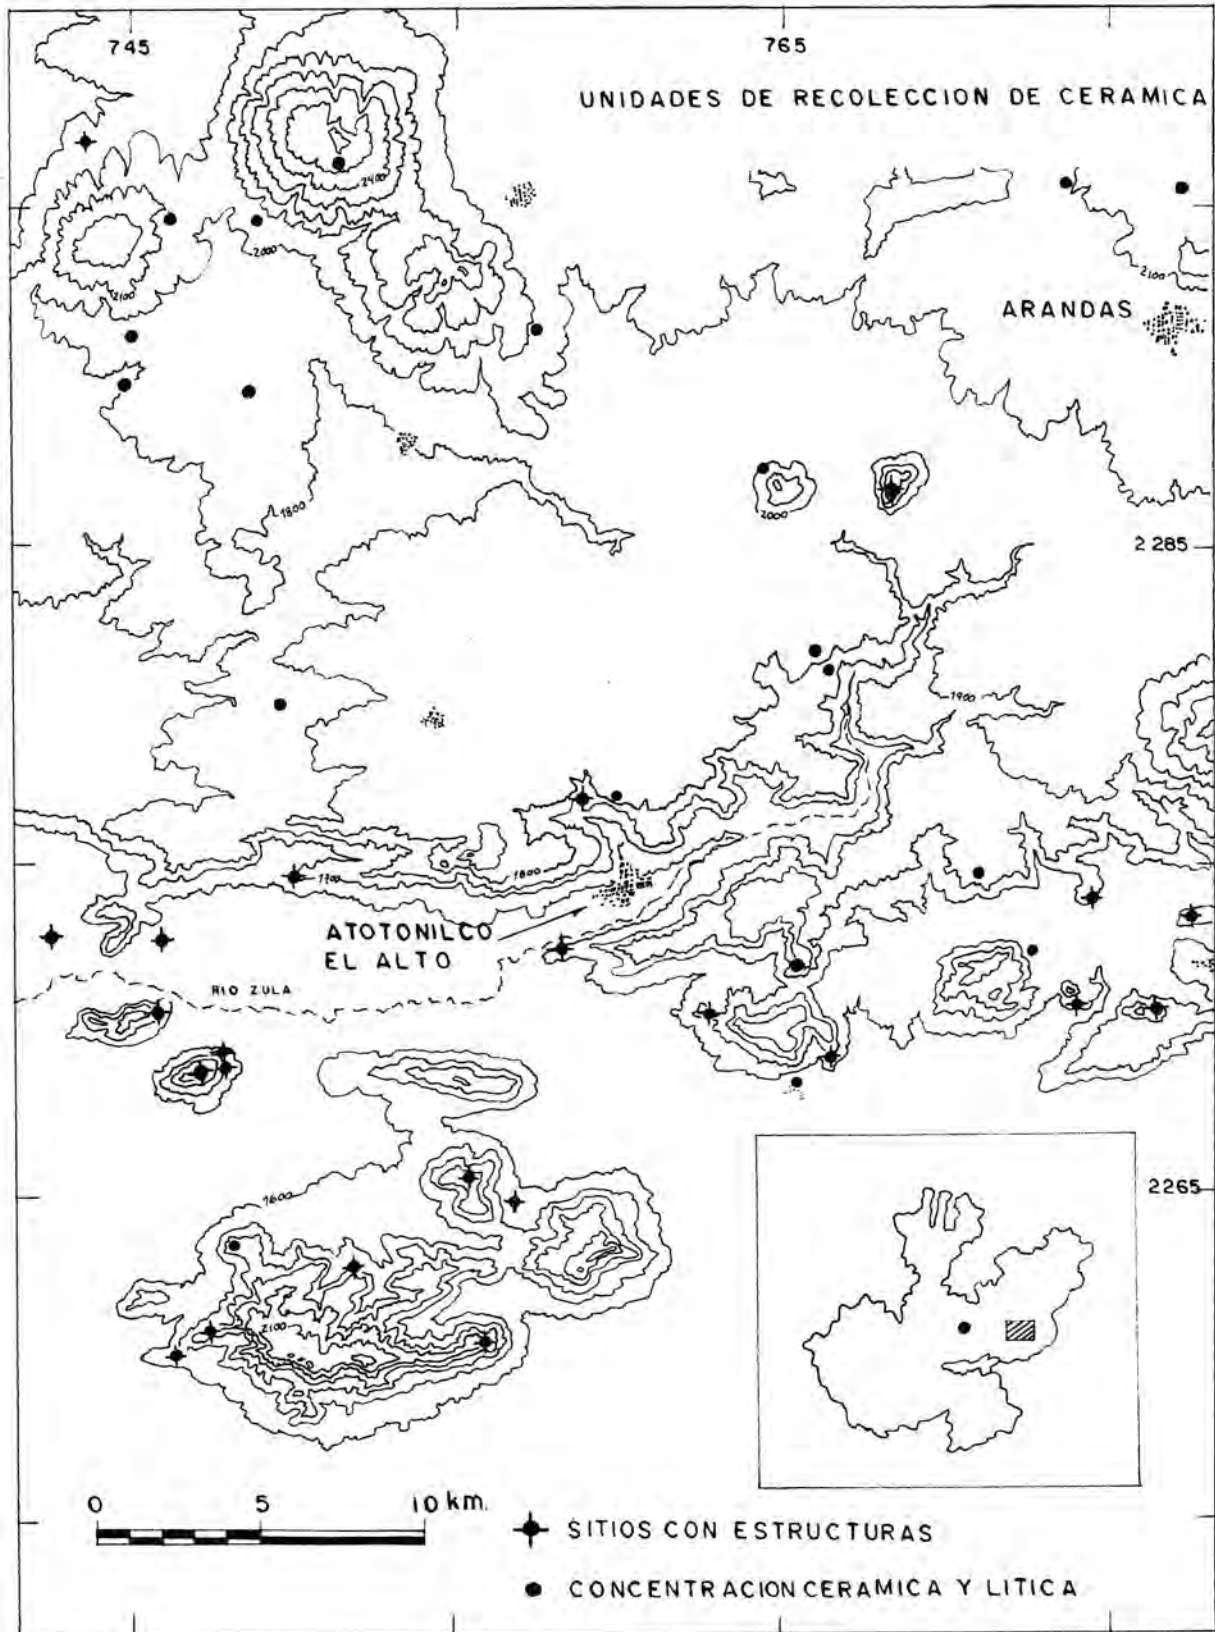 745
765
UNIDADES DE RECOLECCION DE CERAMICA
2400
2000
2100
2100
ARANDAS
1800
2000
2 285
1900
1800
1700
ATOTONILCO
EL ALTO
RIO ZULA
1600
2265
2100
0 5 10 km.
SITIOS CON ESTRUCTURAS
CONCENTRACION CERAMICA Y LITICA